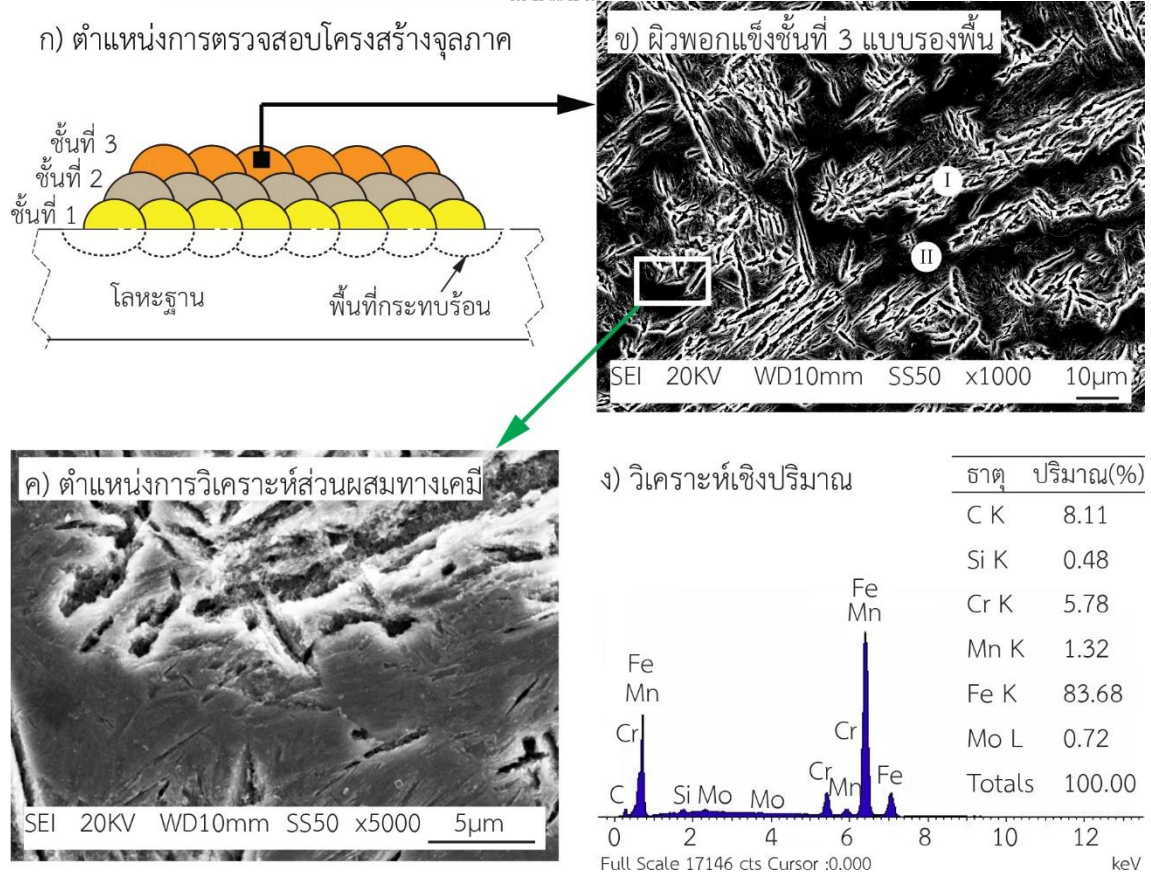 ก) ตำแหน่งการตรวจสอบโครงสร้างจุลภาค
ชั้นที่ 3
ชั้นที่ 2
ชั้นที่ 1
โลหะฐาน
พื้นที่กระทบร้อน
ข) ผิวพอกแข็งชั้นที่ 3 แบบรองพื้น
I
II
SEI 20KV WD10mm SS50 x1000 10µm
ค) ตำแหน่งการวิเคราะห์ส่วนผสมทางเคมี
SEI 20KV WD10mm SS50 x5000 5µm
ง) วิเคราะห์เชิงปริมาณ
ธาตุ ปริมาณ(%)
C K 8.11
Si K 0.48
Cr K 5.78
Mn K 1.32
Fe K 83.68
Mo L 0.72
Totals 100.00
Fe
Mn
Fe
Mn
Cr
Cr
C Si Mo Mo Cr Mn Fe
0 2 4 6 8 10 12
Full Scale 17146 cts Cursor :0.000 keV